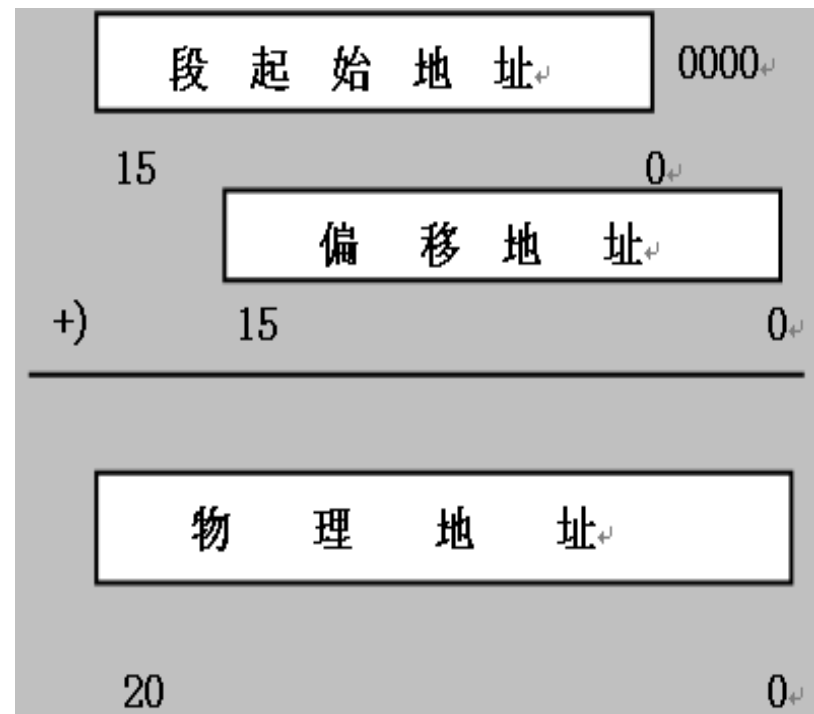 段 起 始 地 址↵ 0000↵
15 0↵
偏 移 地 址↵
+) 15 0↵
物 理 地 址↵
20 0↵